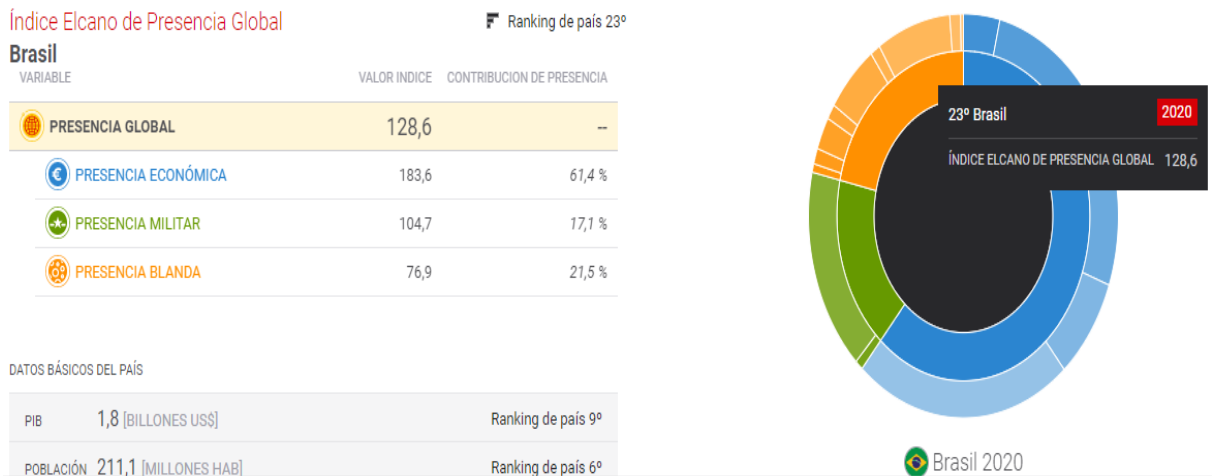 Índice Elcano de Presencia Global
Ranking de país 23º
Brasil
VARIABLE VALOR INDICE CONTRIBUCION DE PRESENCIA
PRESENCIA GLOBAL 128,6 --
€ PRESENCIA ECONÓMICA 183,6 61,4 %
PRESENCIA MILITAR 104,7 17,1 %
PRESENCIA BLANDA 76,9 21,5 %
DATOS BÁSICOS DEL PAÍS
PIB 1,8 [BILLONES US$] Ranking de país 9º
POBLACIÓN 211,1 [MILLONES HAB] Ranking de país 6º
23º Brasil 2020
ÍNDICE ELCANO DE PRESENCIA GLOBAL 128,6
Brasil 2020